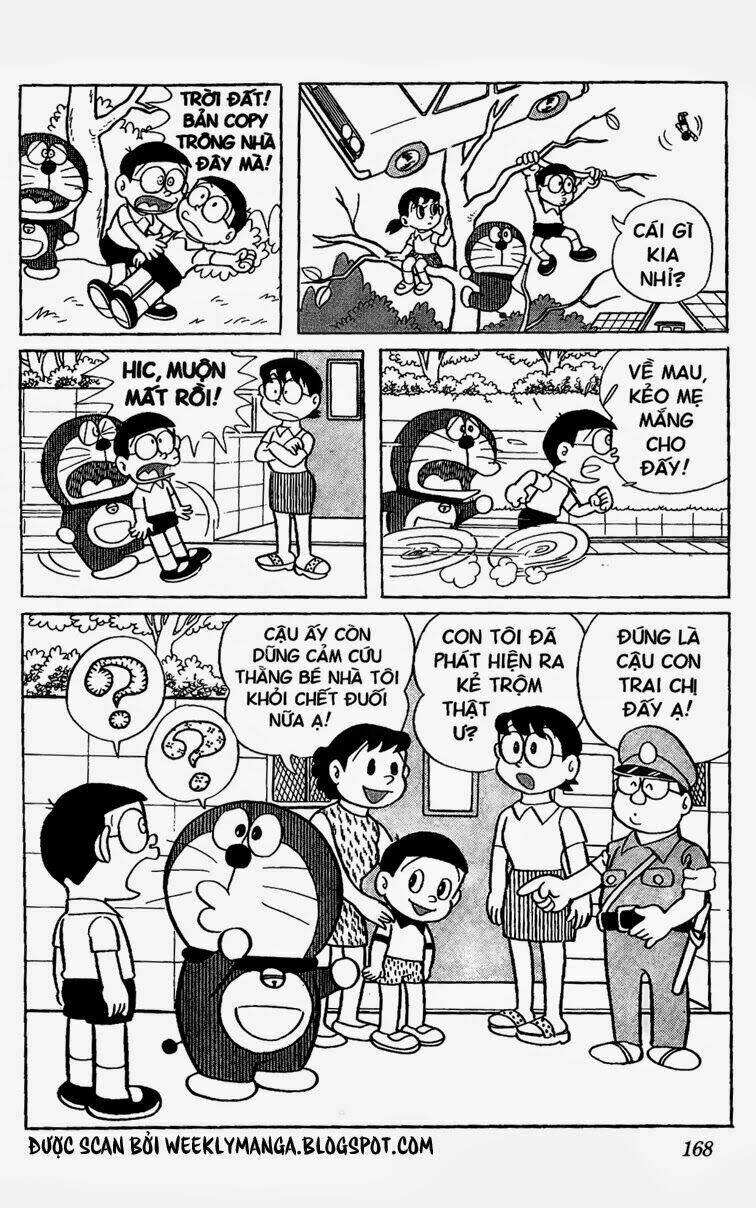 TRỜI ĐẤT!
BẢN COPY
TRÔNG NHÀ
ĐÂY MÀ!
CÁI GÌ
KIA
NHỈ?
HIC, MUỘN
MẤT RỒI!
VỀ MAU,
KẺO MẸ
MẮNG
CHO
ĐẤY!
CẬU ẤY CÒN
DŨNG CẢM CỨU
THẰNG BÉ NHÀ TÔI
KHỎI CHẾT ĐUỐI
NỮA Ạ!
CON TÔI ĐÃ
PHÁT HIỆN RA
KẺ TRỘM
THẬT
Ư?
ĐÚNG LÀ
CẬU CON
TRAI CHỊ
ĐẤY Ạ!
?
?
ĐƯỢC SCAN BỞI WEEKLYMANGA.BLOGSPOT.COM
168